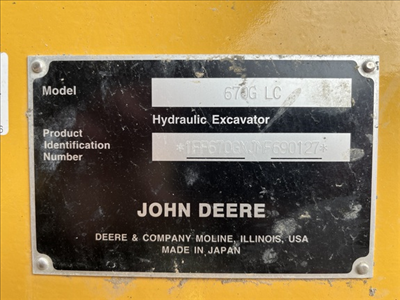 Model 670G LC
Hydraulic Excavator
Product
Identification
Number
JOHN DEERE
DEERE & COMPANY MOLINE, ILLINOIS, USA
MADE IN JAPAN